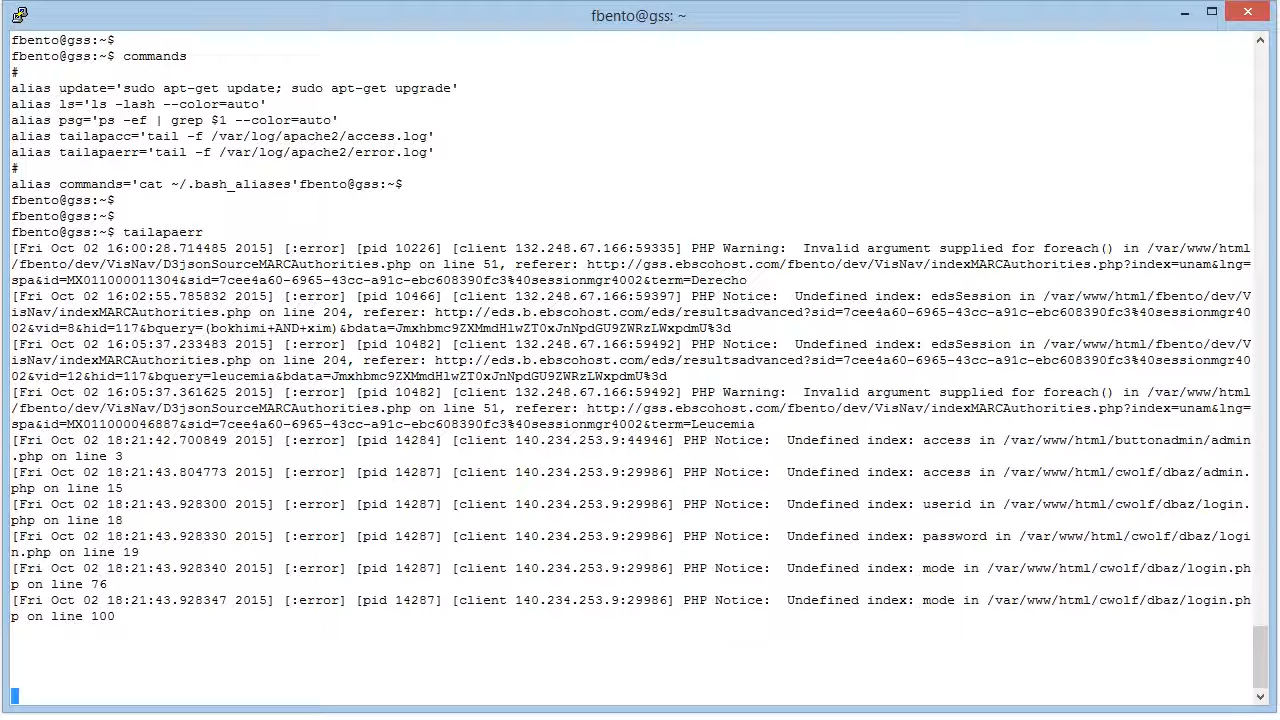 fbento@gss: ~
fbento@gss:~$
fbento@gss:~$ commands
#
alias update='sudo apt-get update; sudo apt-get upgrade'
alias ls='ls -lash --color=auto'
alias psg='ps -ef | grep $1 --color=auto'
alias tailapacc='tail -f /var/log/apache2/access.log'
alias tailapaerr='tail -f /var/log/apache2/error.log'
#
alias commands='cat ~/.bash_aliases'fbento@gss:~$
fbento@gss:~$
fbento@gss:~$
fbento@gss:~$ tailapaerr
[Fri Oct 02 16:00:28.714485 2015] [:error] [pid 10226] [client 132.248.67.166:59335] PHP Warning:  Invalid argument supplied for foreach() in /var/www/html
/fbento/dev/VisNav/D3jsonSourceMARCAuthorities.php on line 51, referer: http://gss.ebscohost.com/fbento/dev/VisNav/indexMARCAuthorities.php?index=unam&lng=
spa&id=MX011000011304&sid=7cee4a60-6965-43cc-a91c-ebc608390fc3%40sessionmgr4002&term=Derecho
[Fri Oct 02 16:02:55.785832 2015] [:error] [pid 10466] [client 132.248.67.166:59397] PHP Notice:  Undefined index: edsSession in /var/www/html/fbento/dev/V
isNav/indexMARCAuthorities.php on line 204, referer: http://eds.b.ebscohost.com/eds/resultsadvanced?sid=7cee4a60-6965-43cc-a91c-ebc608390fc3%40sessionmgr40
02&vid=8&hid=117&bquery=(bokhimi+AND+xim)&bdata=Jmxhbmc9ZXMmdHlwZT0xJnNpdGU9ZWRzLWxpdmU%3d
[Fri Oct 02 16:05:37.233483 2015] [:error] [pid 10482] [client 132.248.67.166:59492] PHP Notice:  Undefined index: edsSession in /var/www/html/fbento/dev/V
isNav/indexMARCAuthorities.php on line 204, referer: http://eds.b.ebscohost.com/eds/resultsadvanced?sid=7cee4a60-6965-43cc-a91c-ebc608390fc3%40sessionmgr40
02&vid=12&hid=117&bquery=leucemia&bdata=Jmxhbmc9ZXMmdHlwZT0xJnNpdGU9ZWRzLWxpdmU%3d
[Fri Oct 02 16:05:37.361625 2015] [:error] [pid 10482] [client 132.248.67.166:59492] PHP Warning:  Invalid argument supplied for foreach() in /var/www/html
/fbento/dev/VisNav/D3jsonSourceMARCAuthorities.php on line 51, referer: http://gss.ebscohost.com/fbento/dev/VisNav/indexMARCAuthorities.php?index=unam&lng=
spa&id=MX011000046887&sid=7cee4a60-6965-43cc-a91c-ebc608390fc3%40sessionmgr4002&term=Leucemia
[Fri Oct 02 18:21:42.700849 2015] [:error] [pid 14284] [client 140.234.253.9:44946] PHP Notice:  Undefined index: access in /var/www/html/buttonadmin/admin
.php on line 3
[Fri Oct 02 18:21:43.804773 2015] [:error] [pid 14287] [client 140.234.253.9:29986] PHP Notice:  Undefined index: access in /var/www/html/cwolf/dbaz/admin.
php on line 15
[Fri Oct 02 18:21:43.928300 2015] [:error] [pid 14287] [client 140.234.253.9:29986] PHP Notice:  Undefined index: userid in /var/www/html/cwolf/dbaz/login.
php on line 18
[Fri Oct 02 18:21:43.928330 2015] [:error] [pid 14287] [client 140.234.253.9:29986] PHP Notice:  Undefined index: password in /var/www/html/cwolf/dbaz/logi
n.php on line 19
[Fri Oct 02 18:21:43.928340 2015] [:error] [pid 14287] [client 140.234.253.9:29986] PHP Notice:  Undefined index: mode in /var/www/html/cwolf/dbaz/login.ph
p on line 76
[Fri Oct 02 18:21:43.928347 2015] [:error] [pid 14287] [client 140.234.253.9:29986] PHP Notice:  Undefined index: mode in /var/www/html/cwolf/dbaz/login.ph
p on line 100